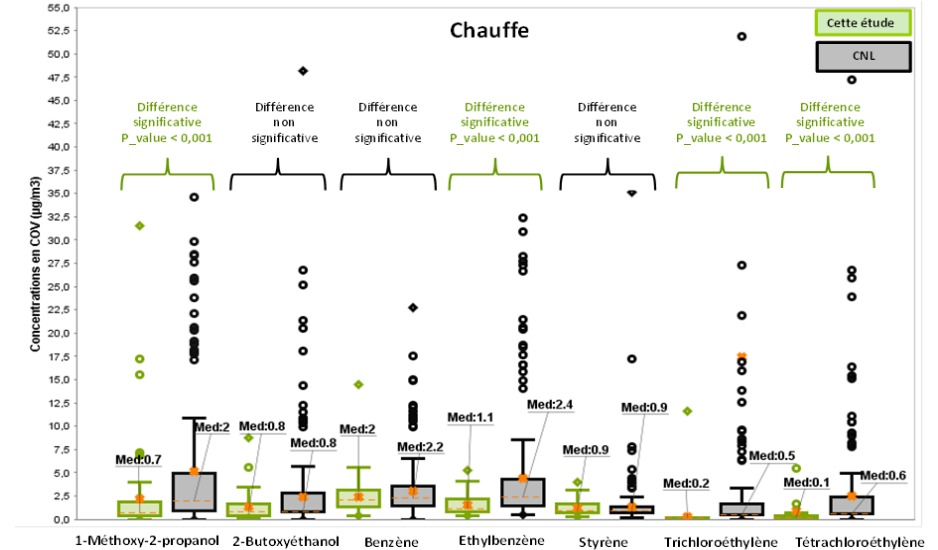 Chauffe
Cette étude
CNL
Concentrations en COV (µg/m3)
55,0
52,5
50,0
47,5
45,0
42,5
40,0
37,5
35,0
32,5
30,0
27,5
25,0
22,5
20,0
17,5
15,0
12,5
10,0
7,5
5,0
2,5
0,0
Différence
significative
P_value < 0,001
Différence
non
significative
Différence
non
significative
Différence
significative
P_value < 0,001
Différence
non
significative
Différence
significative
P_value < 0,001
Différence
significative
P_value < 0,001
Med:0.7
Med:2
Med:0.8
Med:0.8
Med:2
Med:2.2
Med:1.1
Med:2.4
Med:0.9
Med:0.9
Med:0.2
Med:0.5
Med:0.1
Med:0.6
1-Méthoxy-2-propanol
2-Butoxyéthanol
Benzène
Ethylbenzène
Styrène
Trichloroéthylène
Tétrachloroéthylène